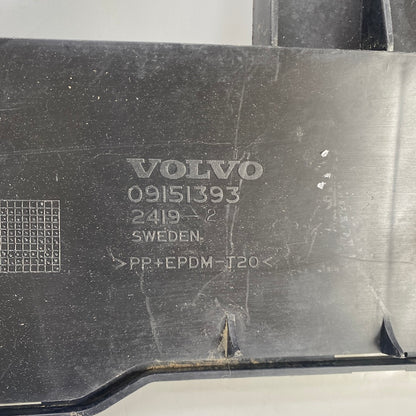 VOLVO
09151393
2419-2
SWEDEN
>PP+EPDM-T20<